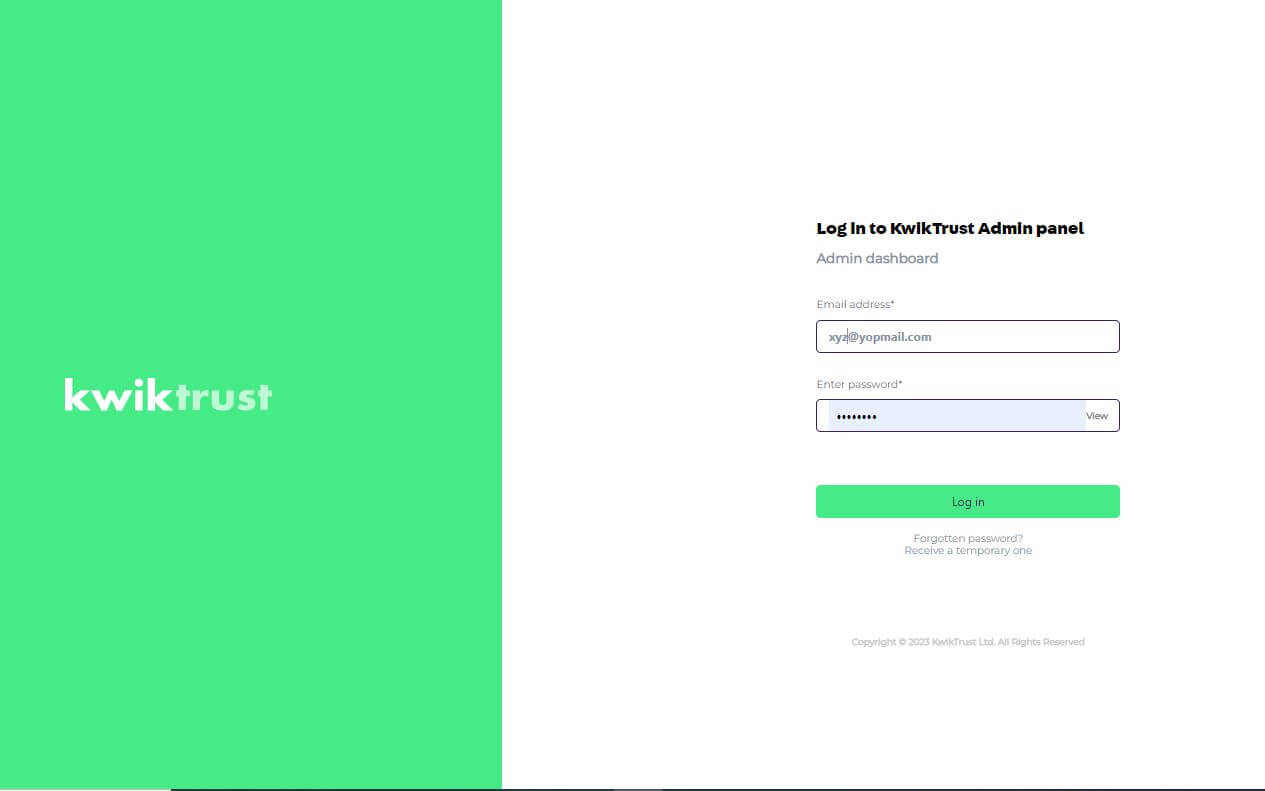 kwiktrust
Log in to KwikTrust Admin panel
Admin dashboard
Email address*
xyz@yopmail.com
Enter password*
••••••••
View
Log in
Forgotten password?
Receive a temporary one
Copyright © 2023 KwikTrust Ltd. All Rights Reserved